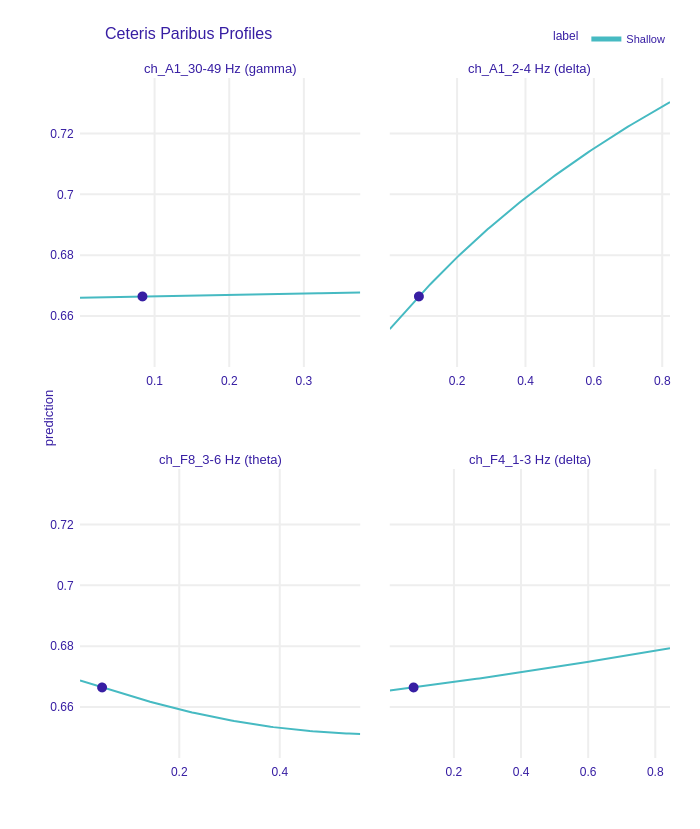 Ceteris Paribus Profiles
label Shallow
ch_A1_30-49 Hz (gamma)
ch_A1_2-4 Hz (delta)
0.72
0.7
0.68
0.66
0.1 0.2 0.3
0.2 0.4 0.6 0.8
prediction
ch_F8_3-6 Hz (theta)
ch_F4_1-3 Hz (delta)
0.72
0.7
0.68
0.66
0.2 0.4
0.2 0.4 0.6 0.8